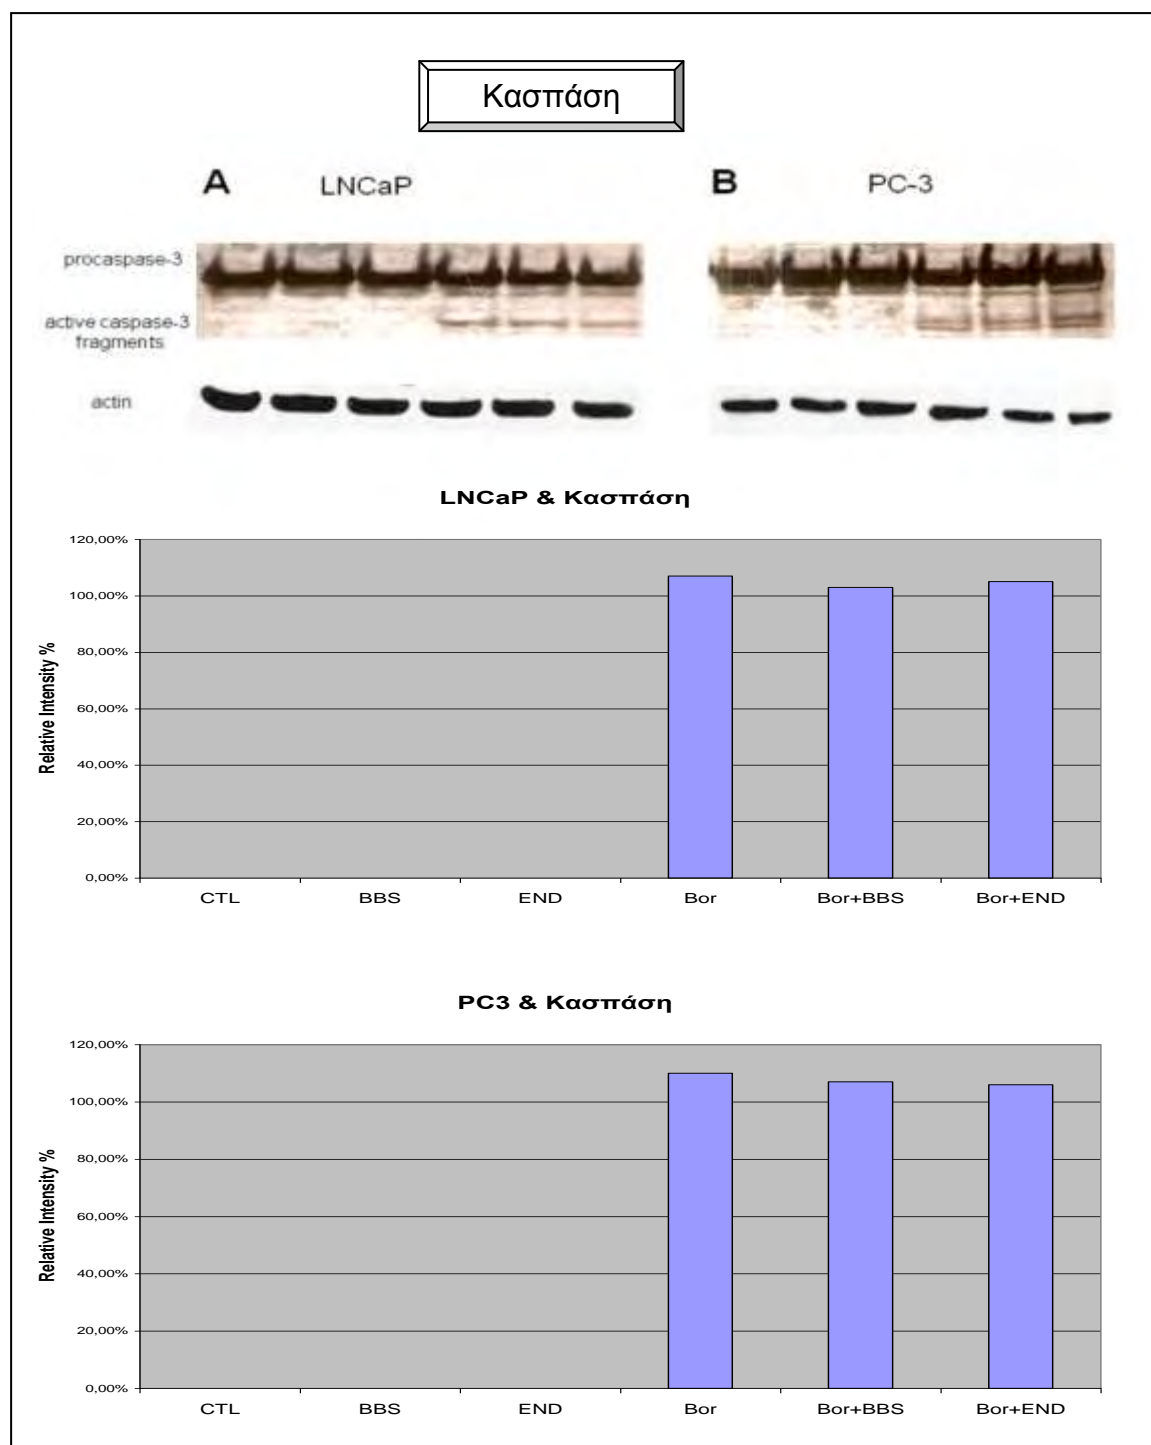 Κασπάση
A LNCaP
B PC-3
procaspase-3
active caspase-3
fragments
actin
LNCaP & Κασπάση
Relative Intensity %
120,00%
100,00%
80,00%
60,00%
40,00%
20,00%
0,00%
CTL BBS END Bor Bor+BBS Bor+END
PC3 & Κασπάση
Relative Intensity %
120,00%
100,00%
80,00%
60,00%
40,00%
20,00%
0,00%
CTL BBS END Bor Bor+BBS Bor+END